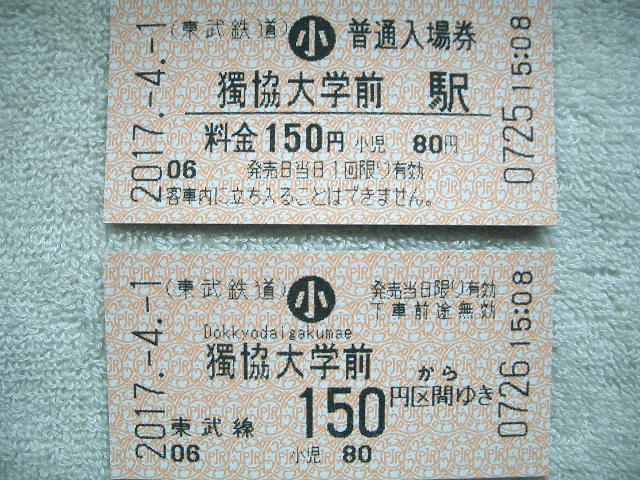 2017.-4.-1
(東武鉄道) 小 普通入場券
獨協大学前 駅
料金150円 小児 80円
06 発売日当日1回限り有効
客車内に立ち入ることはできません。
0725 15:08
2017.-4.-1
(東武鉄道) 小 発売当日限り有効
下車前途無効
Dokkyodaigakumae
獨協大学前 から
150 円区間ゆき
東武線
06 小児 80
0726 15:08